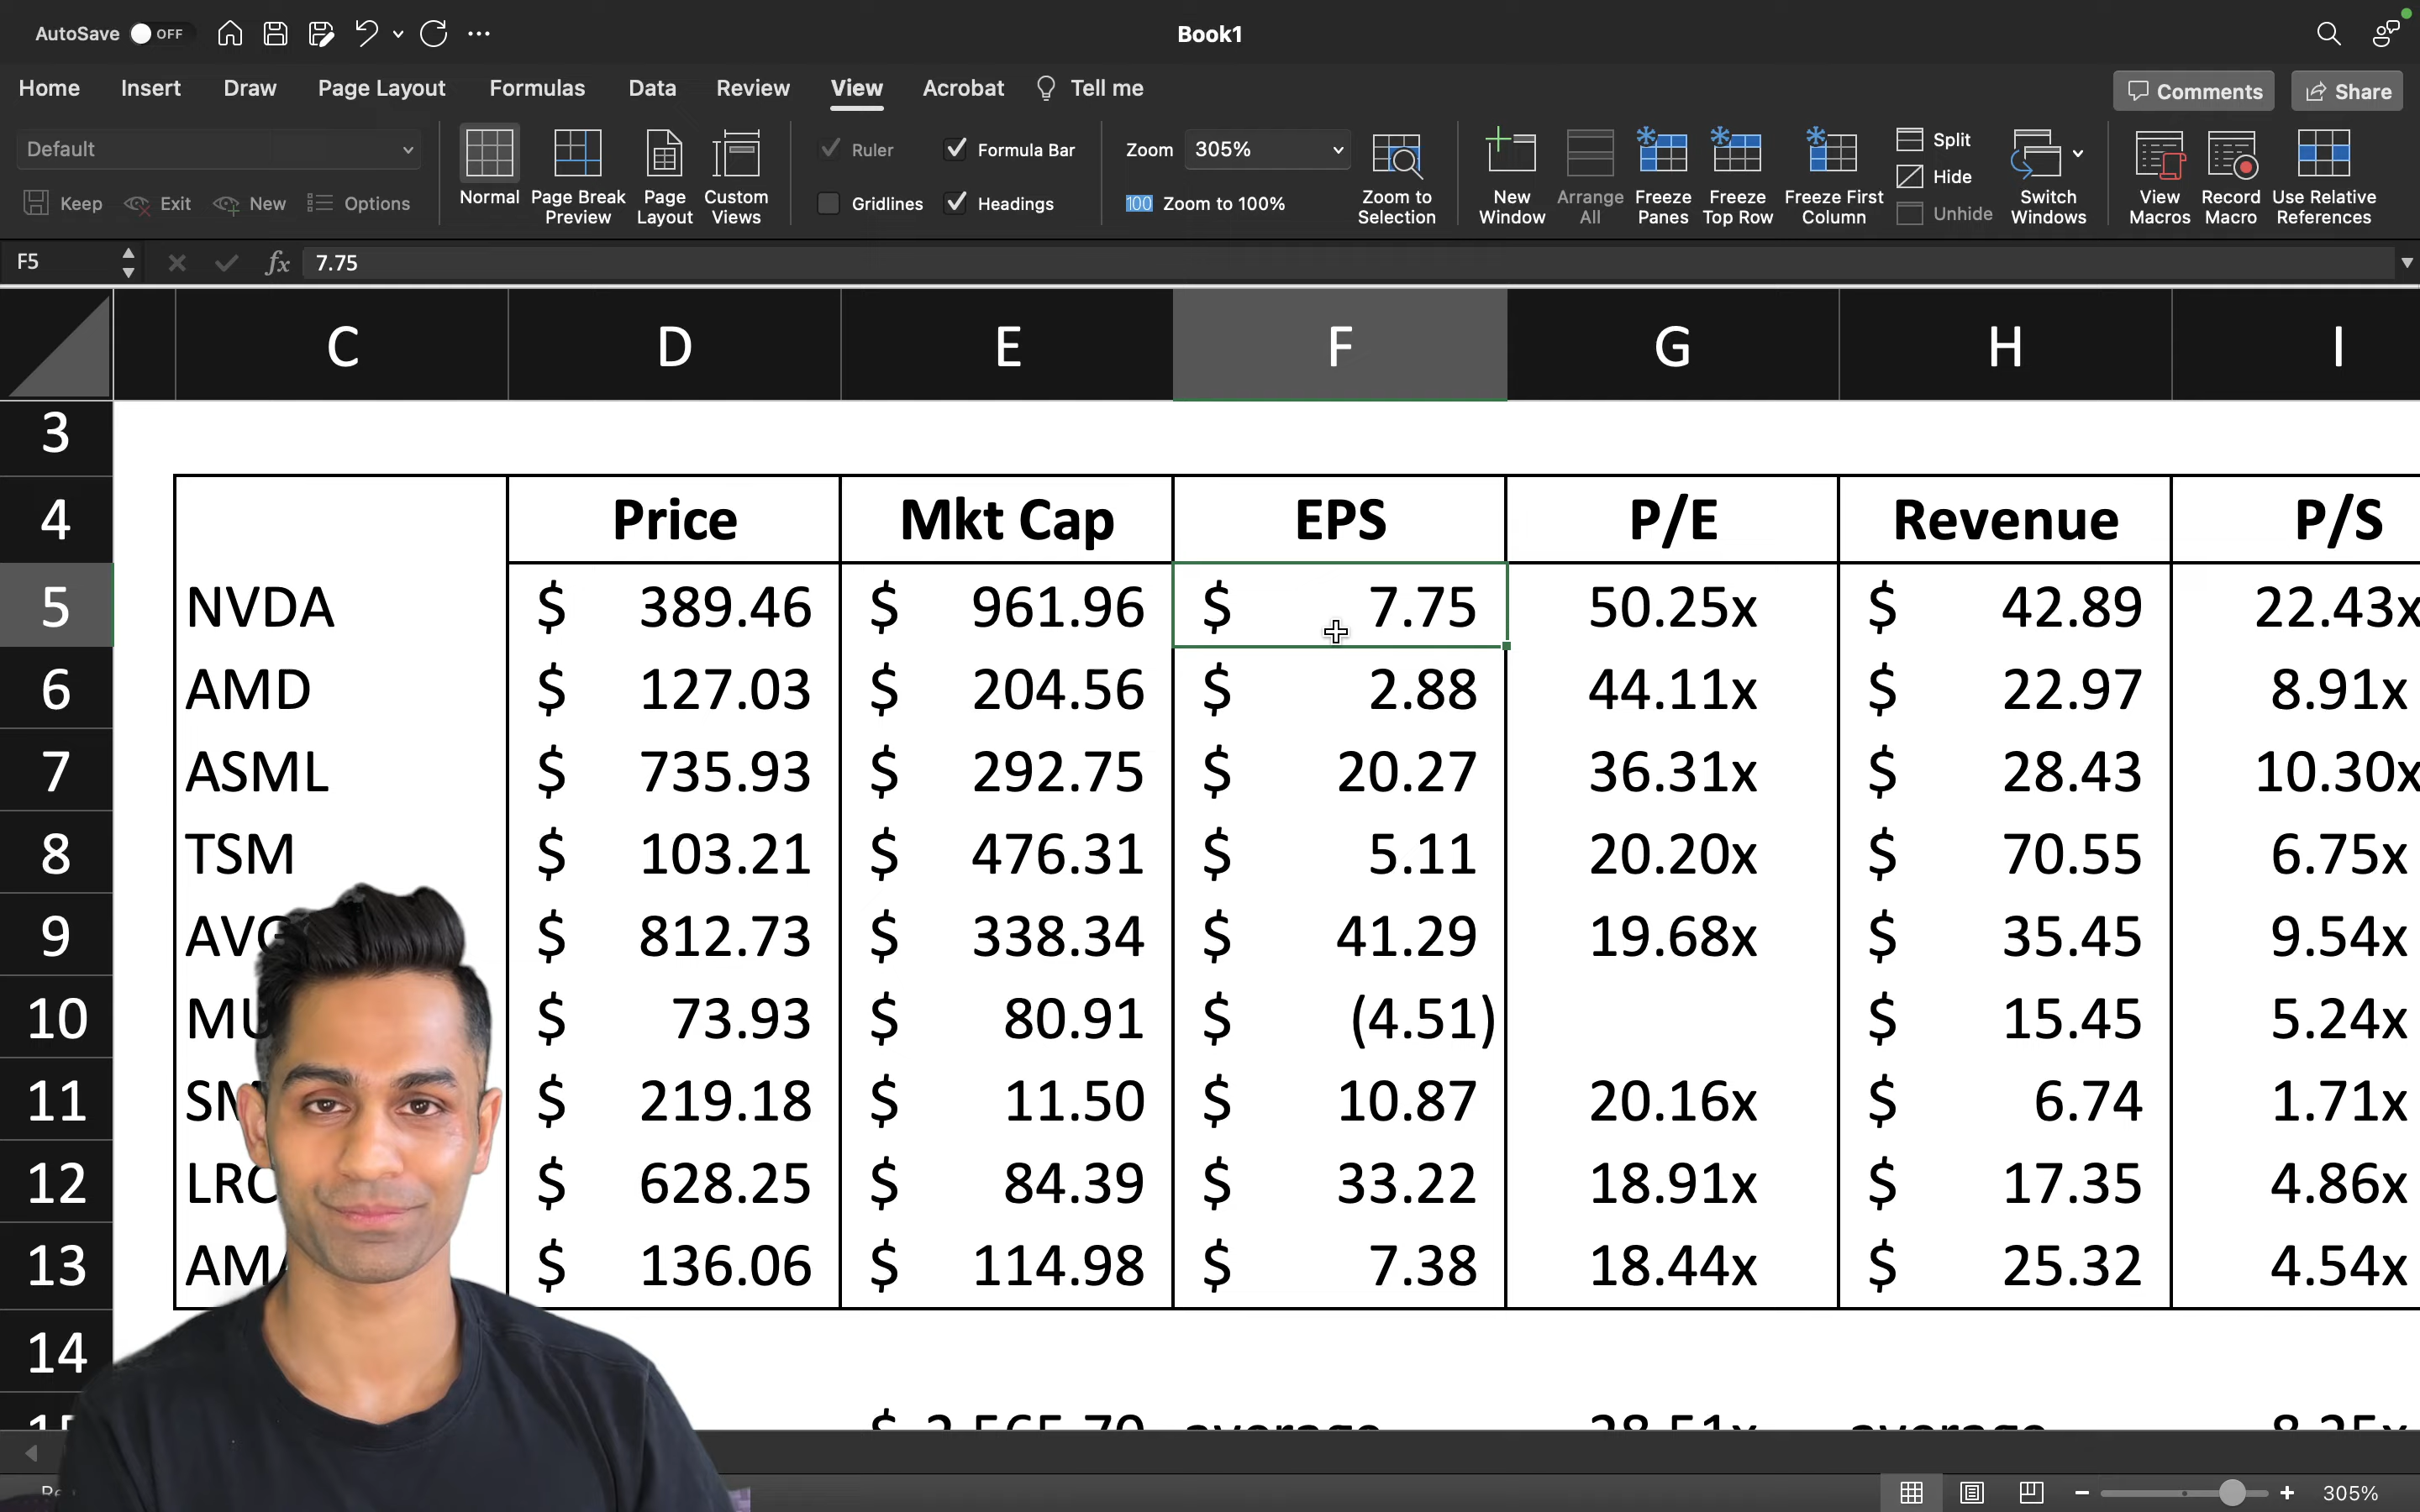 AutoSave OFF Book1
Home Insert Draw Page Layout Formulas Data Review View Acrobat Tell me Comments Share
Default Ruler Formula Bar Zoom 305% Split
Hide
Keep Exit New Options Normal Page Break Preview Page Layout Custom Views Gridlines Headings 100 Zoom to 100% Zoom to Selection New Window Arrange All Freeze Panes Freeze Top Row Freeze First Column Unhide Switch Windows View Macros Record Macro Use Relative References
F5 fx 7.75
C D E F G H I
3
4 Price Mkt Cap EPS P/E Revenue P/S
5 NVDA $ 389.46 $ 961.96 $ 7.75 50.25x $ 42.89 22.43x
6 AMD $ 127.03 $ 204.56 $ 2.88 44.11x $ 22.97 8.91x
7 ASML $ 735.93 $ 292.75 $ 20.27 36.31x $ 28.43 10.30x
8 TSM $ 103.21 $ 476.31 $ 5.11 20.20x $ 70.55 6.75x
9 $ 812.73 $ 338.34 $ 41.29 19.68x $ 35.45 9.54x
10 MU $ 73.93 $ 80.91 $ (4.51) $ 15.45 5.24x
11 $ 219.18 $ 11.50 $ 10.87 20.16x $ 6.74 1.71x
12 $ 628.25 $ 84.39 $ 33.22 18.91x $ 17.35 4.86x
13 $ 136.06 $ 114.98 $ 7.38 18.44x $ 25.32 4.54x
14
average average
305%